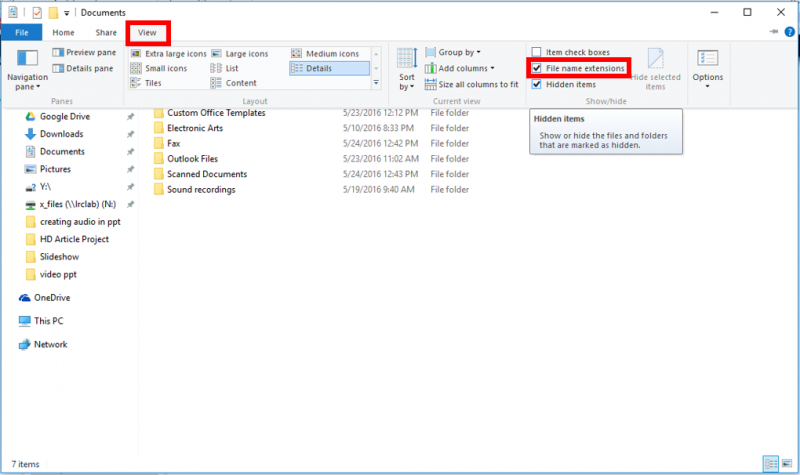 Documents
File Home Share View
Navigation pane
Preview pane
Details pane
Panes
Extra large icons Large icons Medium icons
Small icons List Details
Tiles Content
Layout
Sort by
Group by
Add columns
Size all columns to fit
Current view
Item check boxes
File name extensions
Hidden items
Hide selected items
Show/hide
Options
Hidden items
Show or hide the files and folders
that are marked as hidden.
Google Drive
Downloads
Documents
Pictures
Y:\
x_files (\\lrclab) (N:)
creating audio in ppt
HD Article Project
Slideshow
video ppt
OneDrive
This PC
Network
Custom Office Templates 5/23/2016 12:12 PM File folder
Electronic Arts 5/10/2016 8:33 PM File folder
Fax 5/24/2016 12:42 PM File folder
Outlook Files 5/23/2016 11:02 AM File folder
Scanned Documents 5/24/2016 12:43 PM File folder
Sound recordings 5/19/2016 9:40 AM File folder
7 items